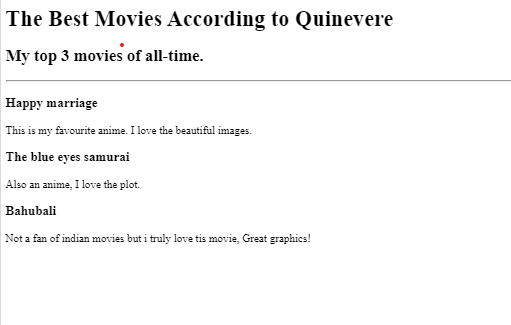 The Best Movies According to Quinevere
My top 3 movies of all-time.
Happy marriage
This is my favourite anime. I love the beautiful images.
The blue eyes samurai
Also an anime, I love the plot.
Bahubali
Not a fan of indian movies but i truly love tis movie, Great graphics!